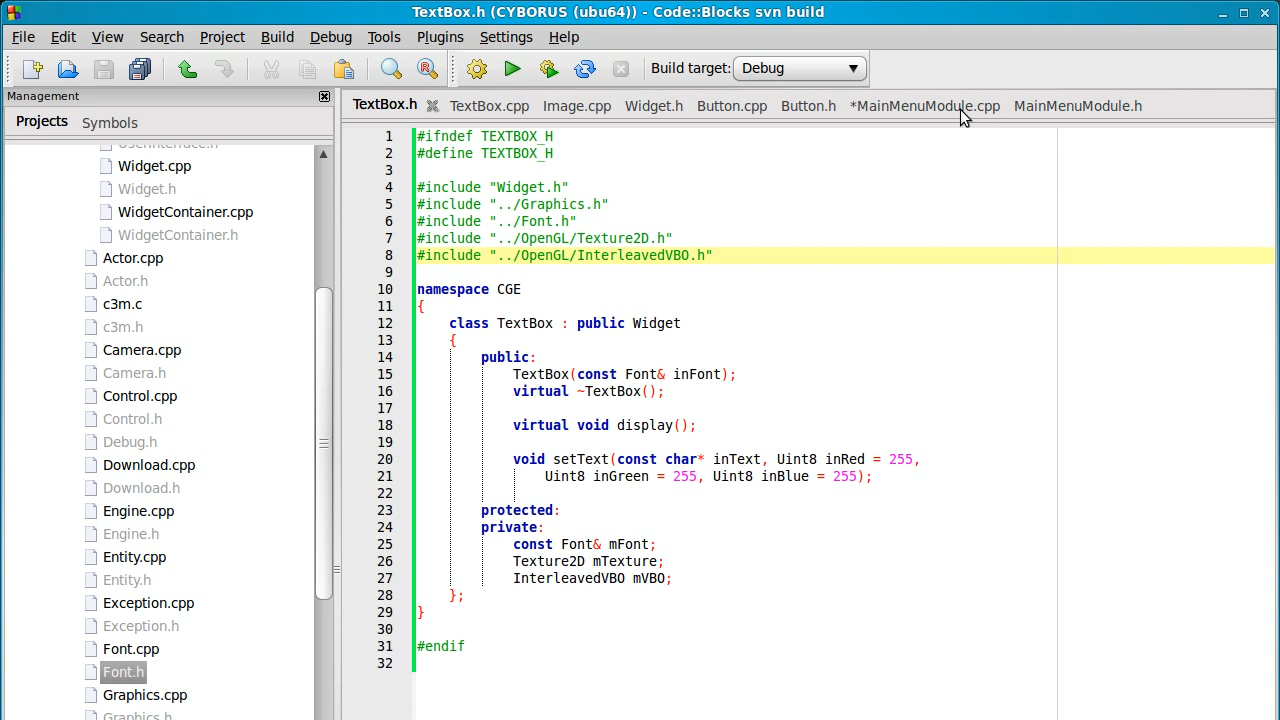 TextBox.h (CYBORUS (ubu64)) - Code::Blocks svn build
File Edit View Search Project Build Debug Tools Plugins Settings Help
Build target: Debug
Management
Projects Symbols
UserInterface.h
Widget.cpp
Widget.h
WidgetContainer.cpp
WidgetContainer.h
Actor.cpp
Actor.h
c3m.c
c3m.h
Camera.cpp
Camera.h
Control.cpp
Control.h
Debug.h
Download.cpp
Download.h
Engine.cpp
Engine.h
Entity.cpp
Entity.h
Exception.cpp
Exception.h
Font.cpp
Font.h
Graphics.cpp
Graphics.h
TextBox.h TextBox.cpp Image.cpp Widget.h Button.cpp Button.h *MainMenuModule.cpp MainMenuModule.h
1 #ifndef TEXTBOX_H
2 #define TEXTBOX_H
3
4 #include "Widget.h"
5 #include "../Graphics.h"
6 #include "../Font.h"
7 #include "../OpenGL/Texture2D.h"
8 #include "../OpenGL/InterleavedVBO.h"
9
10 namespace CGE
11 {
12 class TextBox : public Widget
13 {
14 public:
15 TextBox(const Font& inFont);
16 virtual ~TextBox();
17
18 virtual void display();
19
20 void setText(const char* inText, Uint8 inRed = 255,
21 Uint8 inGreen = 255, Uint8 inBlue = 255);
22
23 protected:
24 private:
25 const Font& mFont;
26 Texture2D mTexture;
27 InterleavedVBO mVBO;
28 };
29 }
30
31 #endif
32